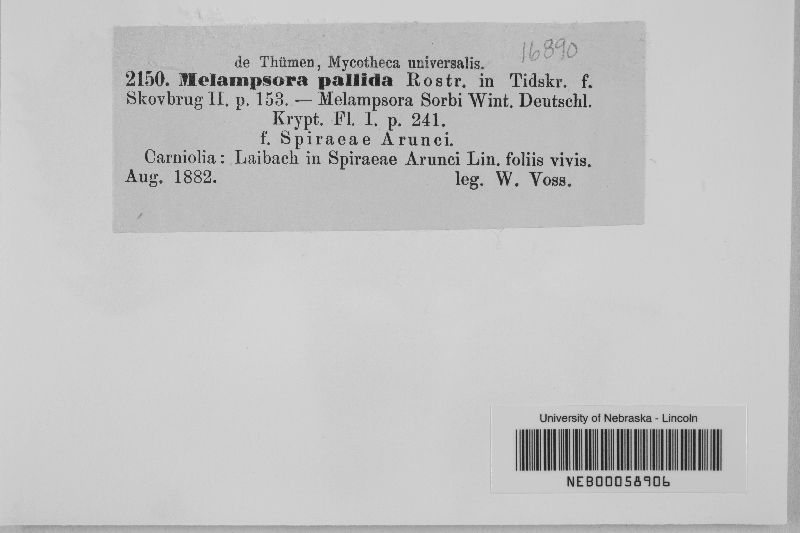 16890
de Thümen, Mycotheca universalis.
2150. Melampsora pallida Rostr. in Tidskr. f.
Skovbrug II. p. 153. — Melampsora Sorbi Wint. Deutschl.
Krypt. Fl. I. p. 241.
f. Spiraeae Arunci.
Carniolia: Laibach in Spiraeae Arunci Lin. foliis vivis.
Aug. 1882. leg. W. Voss.
University of Nebraska - Lincoln
NEB00058906